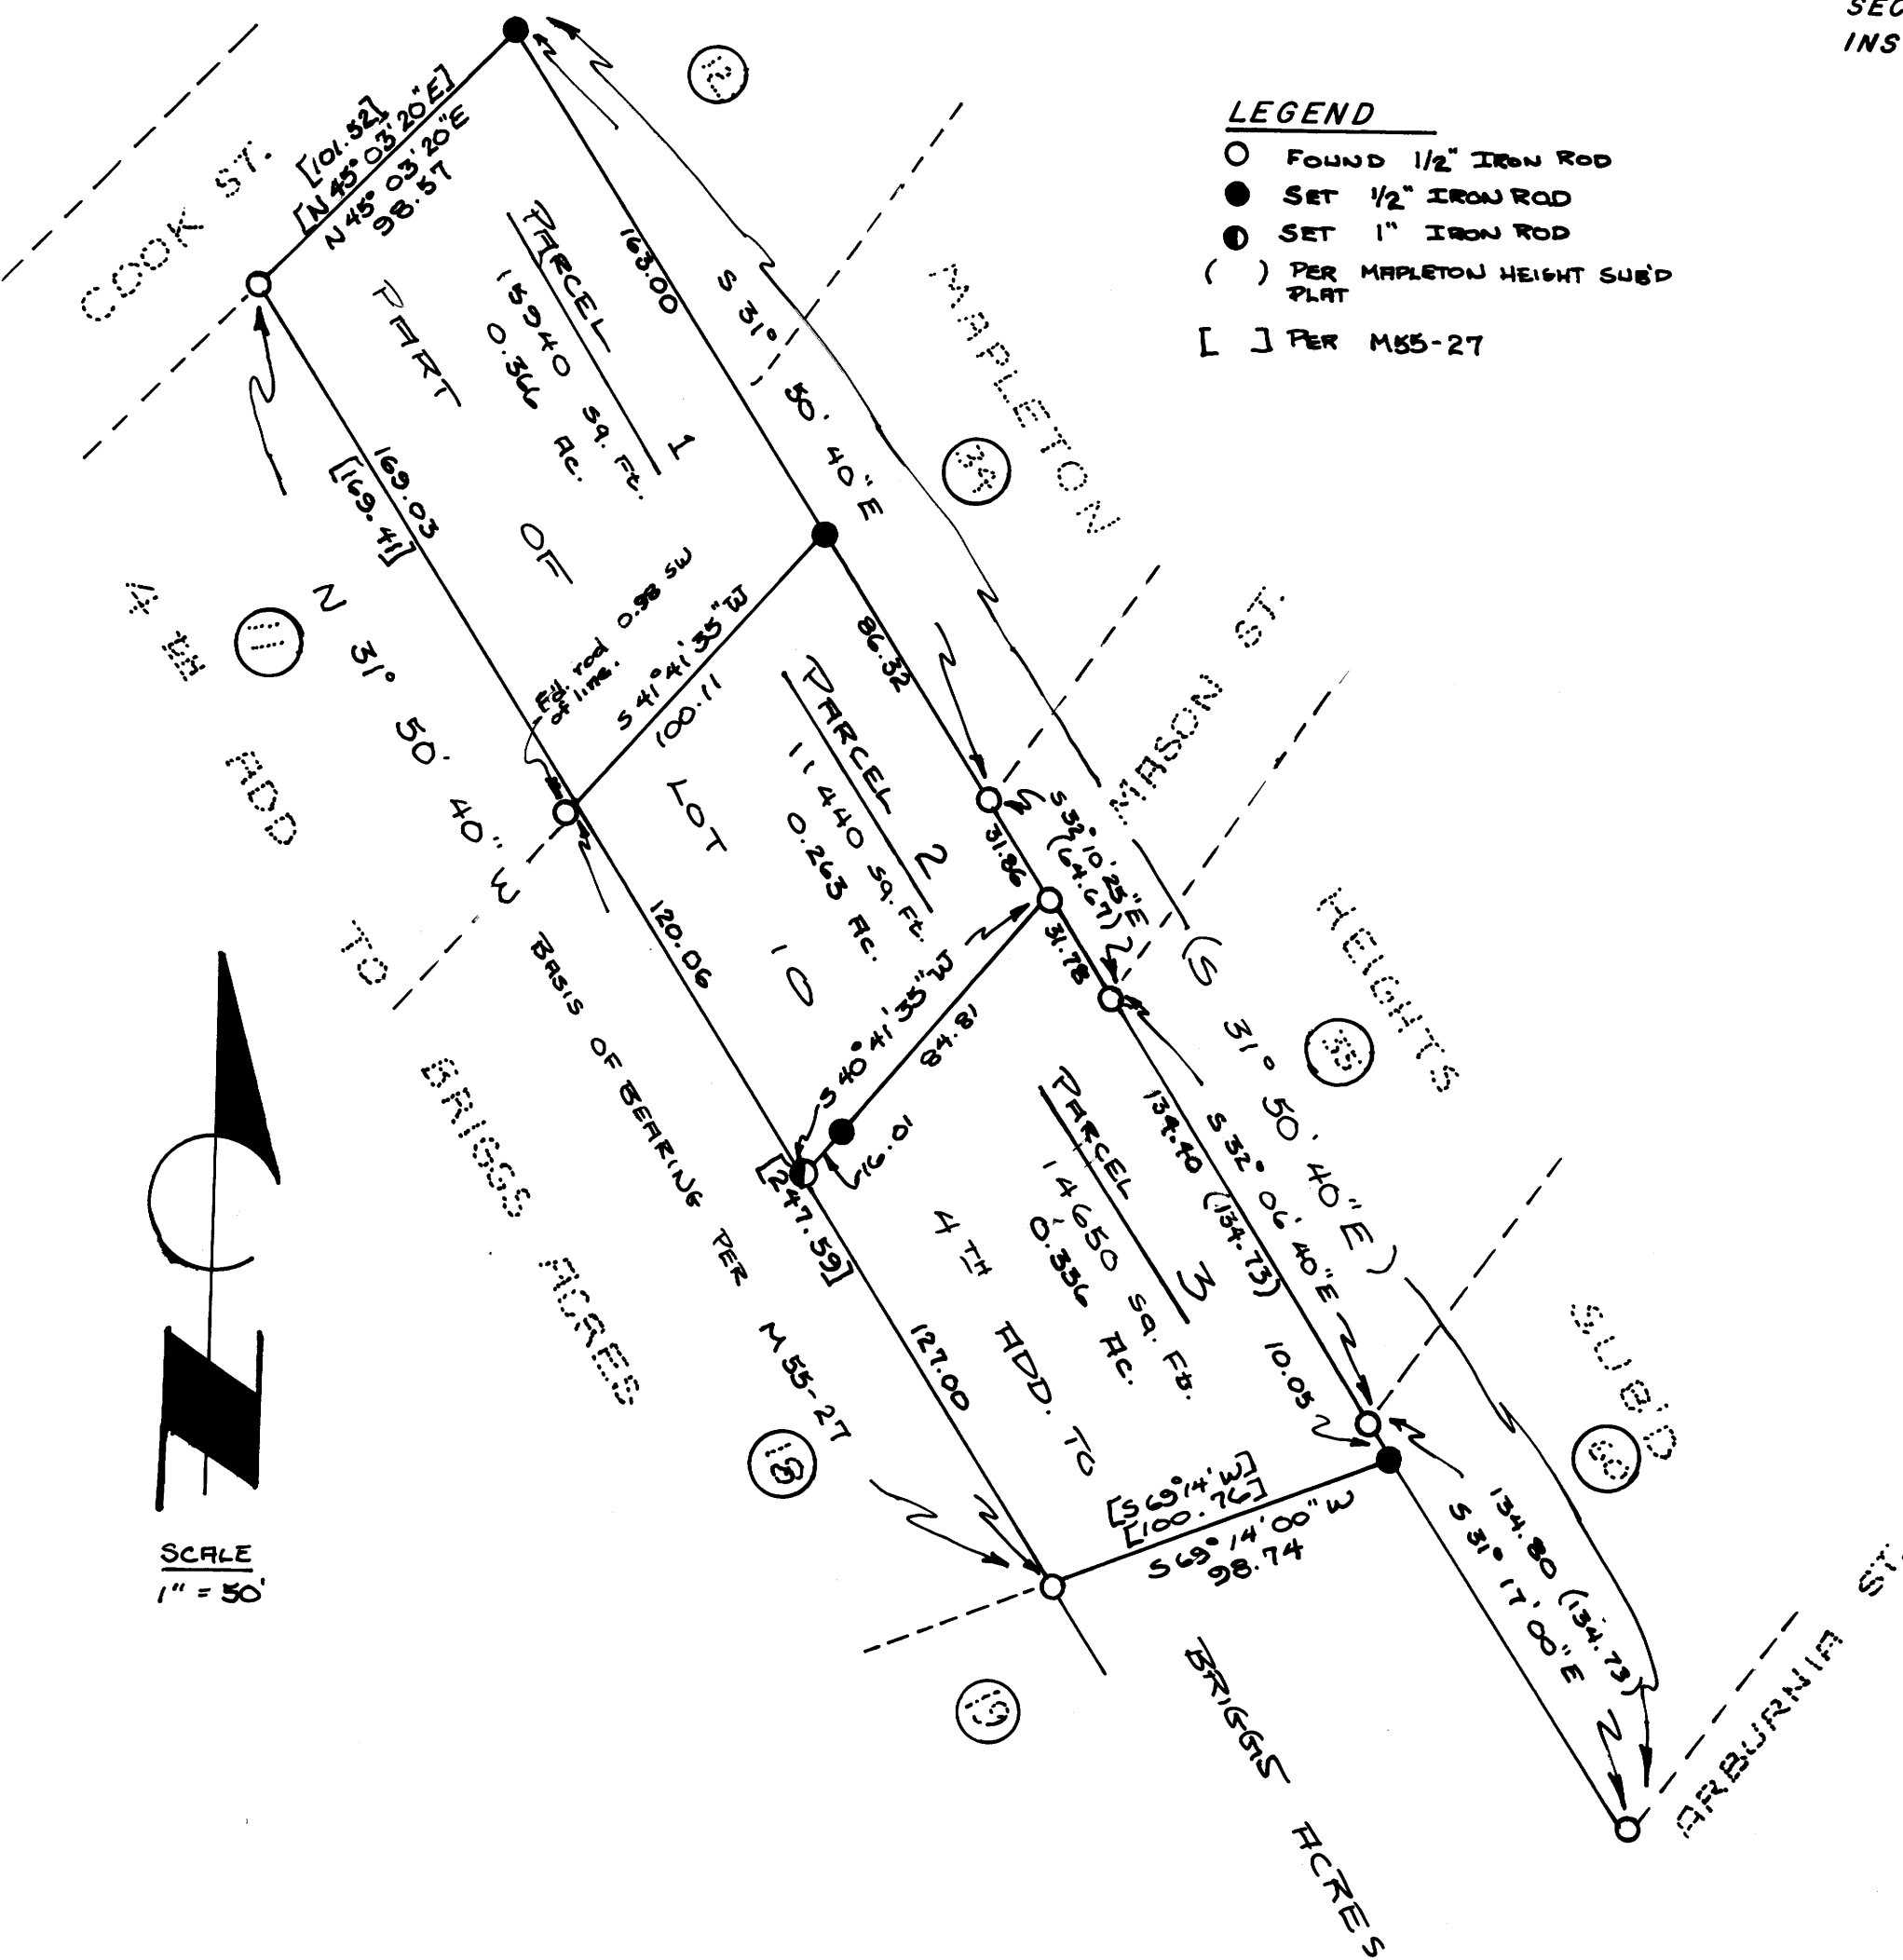 SEC
INS
LEGEND
FOUND 1/2" IRON ROD
SET 1/2" IRON ROD
SET 1" IRON ROD
( ) PER MAPLETON HEIGHT SUB'D
PLAT
[ ] PER M55-27
COOK ST.
[101.52]
[N 45° 03' 20" E]
N 45° 03' 20" E
98.57
12
PARCEL 1
15940 SQ. FT.
0.366 AC.
163.00
S 31° 50' 40" E
MAPLETON
34
169.03
[169.41]
PART OF LOT 10
4TH ADD TO BRIGGS ACRES
11
N 31° 50' 40" W BASIS OF BEARING PER M55-27
F'd. rod 0.98 SW
of line.
S 41° 41' 35" W
100.11
86.32
PARCEL 2
11440 SQ. FT.
0.263 AC.
MASON ST.
31.86
S 32° 10' 25" E
(64.67)
31.78
HEIGHTS
120.06
S 40° 41' 35" W
84.8'
16.0'
[247.59]
(S 31° 50' 40" E)
35
PARCEL 3
14650 SQ. FT.
0.336 AC.
134.40 (134.73)
S 32° 06' 40" E
4TH ADD. TO
BRIGGS ACRES
127.00
10.05
SUB'D
60
18
[S 69° 14' W]
[100.76]
S 69° 14' 00" W
98.74
134.80 (134.73)
S 31° 17' 00" E
19
ARBURNIA ST.
N
SCALE
1" = 50'